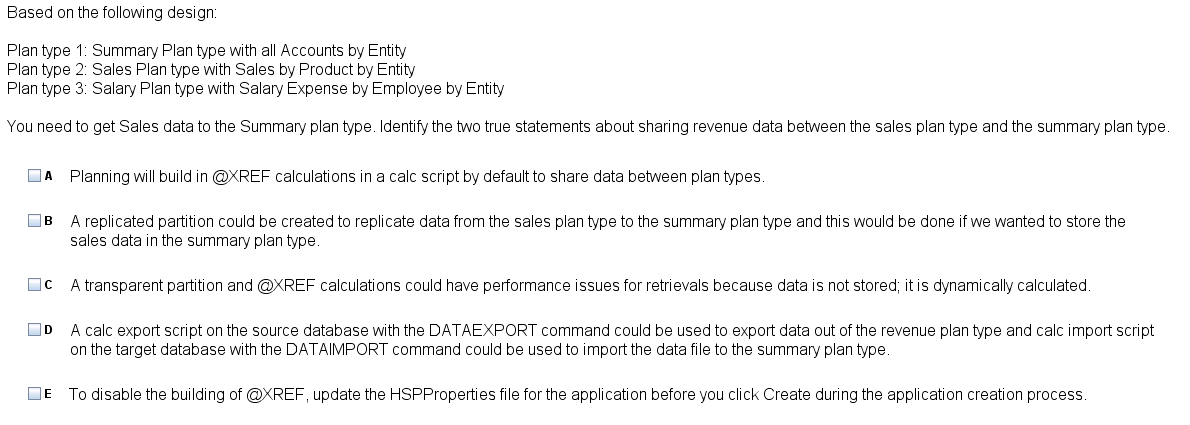 Based on the following design:
Plan type 1: Summary Plan type with all Accounts by Entity
Plan type 2: Sales Plan type with Sales by Product by Entity
Plan type 3: Salary Plan type with Salary Expense by Employee by Entity
You need to get Sales data to the Summary plan type. Identify the two true statements about sharing revenue data between the sales plan type and the summary plan type.
A Planning will build in @XREF calculations in a calc script by default to share data between plan types.
B A replicated partition could be created to replicate data from the sales plan type to the summary plan type and this would be done if we wanted to store the
sales data in the summary plan type.
C A transparent partition and @XREF calculations could have performance issues for retrievals because data is not stored; it is dynamically calculated.
D A calc export script on the source database with the DATAEXPORT command could be used to export data out of the revenue plan type and calc import script
on the target database with the DATAIMPORT command could be used to import the data file to the summary plan type.
E To disable the building of @XREF, update the HSPProperties file for the application before you click Create during the application creation process.